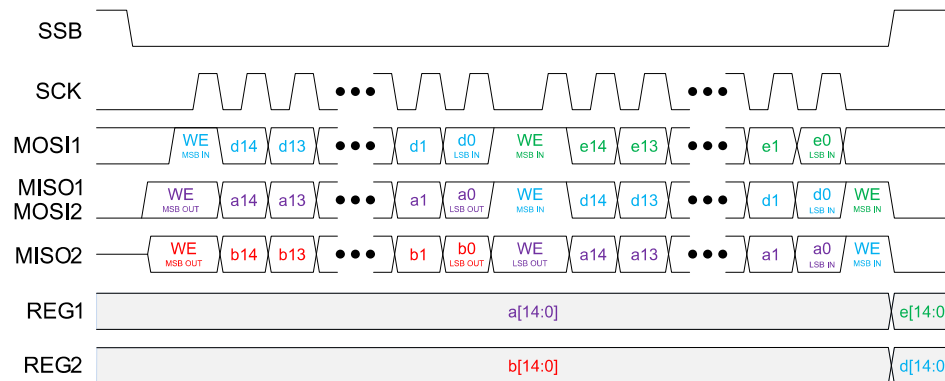 SSB
SCK
MOSI1 WE d14 d13 d1 d0 WE e14 e13 e1 e0
MSB IN LSB IN MSB IN LSB IN
MISO1
MOSI2 WE a14 a13 a1 a0 WE d14 d13 d1 d0 WE
MSB OUT LSB OUT MSB IN LSB IN MSB IN
MISO2 WE b14 b13 b1 b0 WE a14 a13 a1 a0 WE
MSB OUT LSB OUT LSB OUT LSB IN MSB IN
REG1 a[14:0] e[14:0
REG2 b[14:0] d[14:0